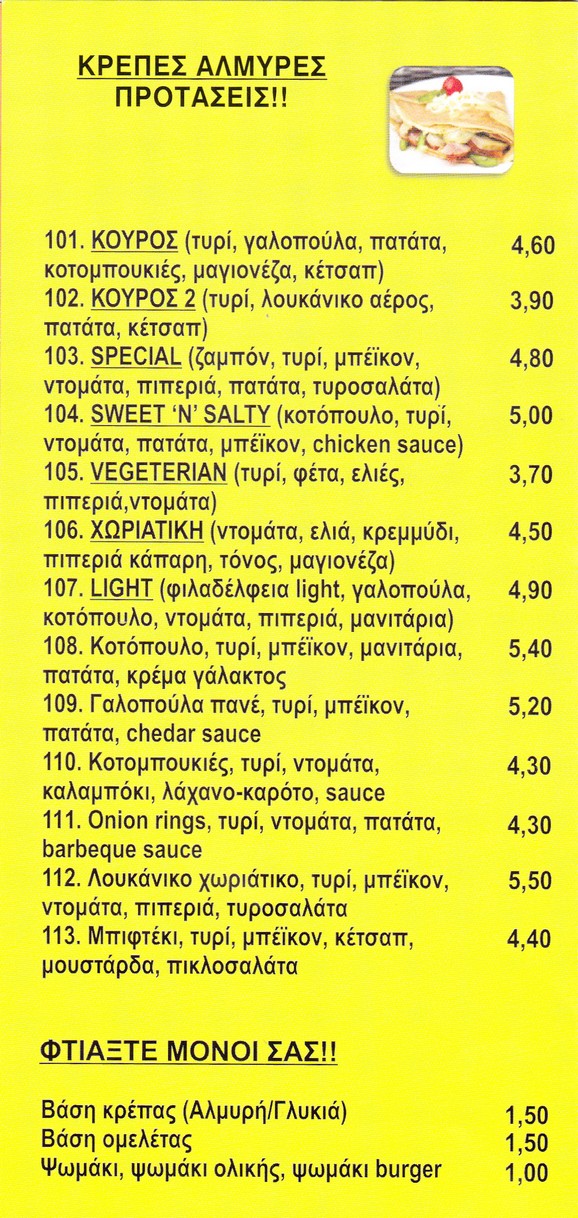 ΚΡΕΠΕΣ ΑΛΜΥΡΕΣ
ΠΡΟΤΑΣΕΙΣ!!
101. ΚΟΥΡΟΣ (τυρί, γαλοπούλα, πατάτα, 4,60
κοτομπουκιές, μαγιονέζα, κέτσαπ)
102. ΚΟΥΡΟΣ 2 (τυρί, λουκάνικο αέρος, 3,90
πατάτα, κέτσαπ)
103. SPECIAL (ζαμπόν, τυρί, μπέϊκον, 4,80
ντομάτα, πιπεριά, πατάτα, τυροσαλάτα)
104. SWEET ‘N’ SALTY (κοτόπουλο, τυρί, 5,00
ντομάτα, πατάτα, μπέϊκον, chicken sauce)
105. VEGETERIAN (τυρί, φέτα, ελιές, 3,70
πιπεριά,ντομάτα)
106. ΧΩΡΙΑΤΙΚΗ (ντομάτα, ελιά, κρεμμύδι, 4,50
πιπεριά κάπαρη, τόνος, μαγιονέζα)
107. LIGHT (φιλαδέλφεια light, γαλοπούλα, 4,90
κοτόπουλο, ντομάτα, πιπεριά, μανιτάρια)
108. Κοτόπουλο, τυρί, μπέϊκον, μανιτάρια, 5,40
πατάτα, κρέμα γάλακτος
109. Γαλοπούλα πανέ, τυρί, μπέϊκον, 5,20
πατάτα, chedar sauce
110. Κοτομπουκιές, τυρί, ντομάτα, 4,30
καλαμπόκι, λάχανο-καρότο, sauce
111. Onion rings, τυρί, ντομάτα, πατάτα, 4,30
barbeque sauce
112. Λουκάνικο χωριάτικο, τυρί, μπέϊκον, 5,50
ντομάτα, πιπεριά, τυροσαλάτα
113. Μπιφτέκι, τυρί, μπέϊκον, κέτσαπ, 4,40
μουστάρδα, πικλοσαλάτα
ΦΤΙΑΞΤΕ ΜΟΝΟΙ ΣΑΣ!!
Βάση κρέπας (Αλμυρή/Γλυκιά) 1,50
Βάση ομελέτας 1,50
Ψωμάκι, ψωμάκι ολικής, ψωμάκι burger 1,00